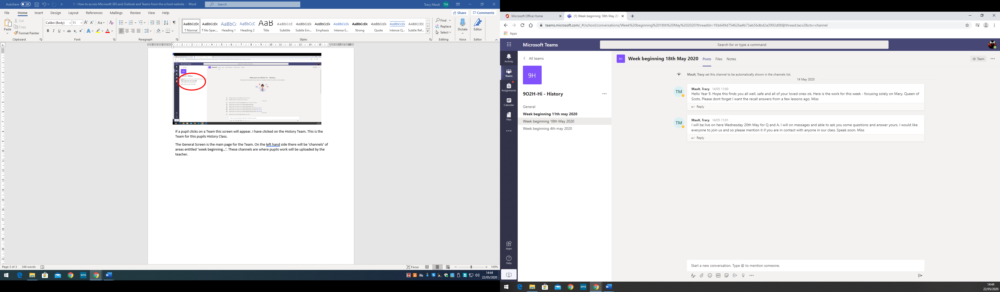 AutoSave Off
1 - How to access Microsoft 365 and Outlook and Teams from the school website - Word
Search
Tracy Mault TM
File Home Insert Design Layout References Mailings Review View Help
Share Comments
Paste
Cut
Copy
Format Painter
Calibri (Body) 11
AaBbCcDc AaBbCcDc AaBbCc AaBbCcC AaB AaBbCcC AaBbCcDc AaBbCcDc AaBbCcDc AaBbCcDc AaBbCcDc AaBbCcDc AABBCCDC
¶ Normal ¶ No Spac... Heading 1 Heading 2 Title Subtitle Subtle Em... Emphasis Intense E... Strong Quote Intense Q... Subtle Ref...
Find
Replace
Select
Dictate
Editor
Clipboard Font Paragraph Styles Editing Voice Editor
If a pupil clicks on a Team this screen will appear. I have clicked on the History Team. This is the
Team for this pupils History Class.
The General Screen is the main page for the Team. On the left hand side there will be ‘channels’ of
areas entitled ‘week beginning...’. These channels are where pupils work will be uploaded by the
teacher.
Page 3 of 3 348 words
Focus
100%
14:44
22/05/2020
Microsoft Office Home
(1) Week beginning 18th May 20
teams.microsoft.com/_#/school/conversations/Week%20beginning%2018th%20May%202020?threadId=19:b649d754626a4b73ab56dbd2a3992d08@thread.tacv2&ctx=channel
Apps
Microsoft Teams
Search for or type a command
Activity
Teams
Assignments
Calendar
Files
Apps
Help
All teams
9H
9O2H-Hi - History
General
Week beginning 11th may 2020
Week beginning 18th May 2020
Week beginning 4th may 2020
9H Week beginning 18th May 2020 Posts Files Notes
Team
Mault, Tracy set this channel to be automatically shown in the channels list.
14 May 2020
TM
Mault, Tracy 14/05 11:00
Hello Year 9. Hope this finds you all well, safe and all of your loved ones ok. Here is the work for this week - focusing solely on Mary, Queen of
Scots. Please dont forget I want the recall answers from a few lessons ago. Miss
Reply
TM
Mault, Tracy 14/05 11:01
I will be live on here Wednesday 20th May for Q and A. I will on messages and able to ask you some questions and answer yours. I would like
everyone to join us and so please mention it if you are in contact with anyone in our class. Speak soon. Miss
Reply
Start a new conversation. Type @ to mention someone.
14:44
22/05/2020